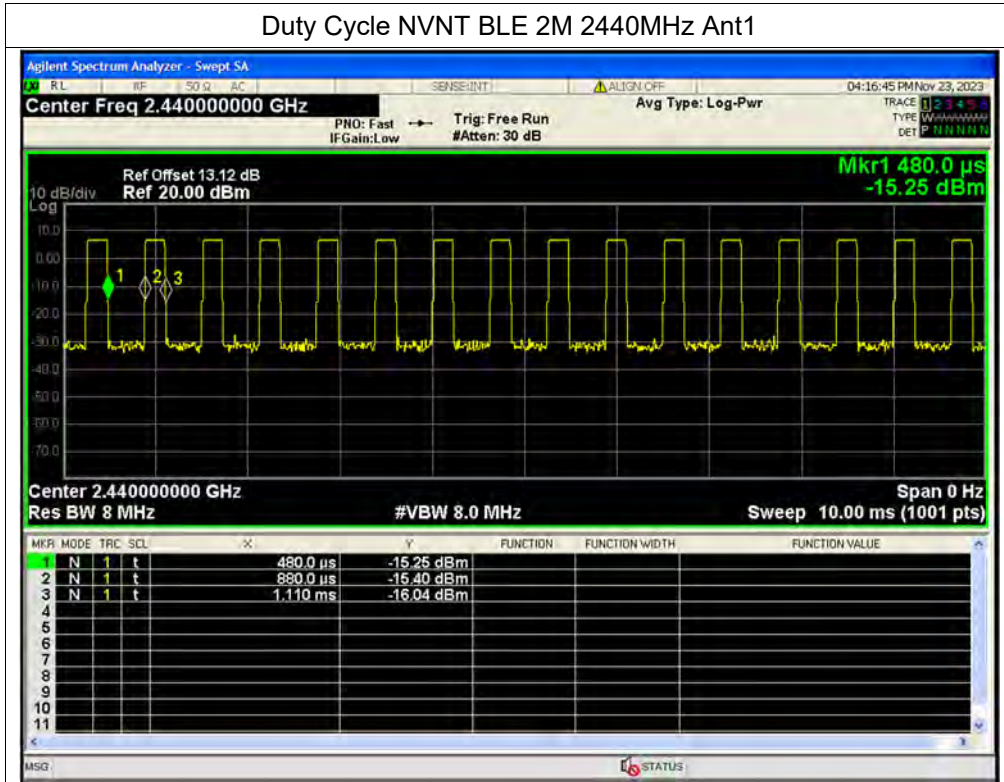 Duty Cycle NVNT BLE 2M 2440MHz Ant1
Agilent Spectrum Analyzer - Swept SA
LXI RL RF 50 Ω AC SENSE:INT ALIGN OFF 04:16:45 PM Nov 23, 2023
Center Freq 2.440000000 GHz Avg Type: Log-Pwr TRACE 1 2 3 4 5 6
PNO: Fast Trig: Free Run TYPE W
IFGain:Low #Atten: 30 dB DET P N N N N N
Mkr1 480.0 µs
-15.25 dBm
Ref Offset 13.12 dB
10 dB/div Ref 20.00 dBm
Log
10.0
0.00
-10.0
-20.0
-30.0
-40.0
-50.0
-60.0
-70.0
1 2 3
Center 2.440000000 GHz Span 0 Hz
Res BW 8 MHz #VBW 8.0 MHz Sweep 10.00 ms (1001 pts)
MKR MODE TRC SCL X Y FUNCTION FUNCTION WIDTH FUNCTION VALUE
1 N 1 t 480.0 µs -15.25 dBm
2 N 1 t 880.0 µs -15.40 dBm
3 N 1 t 1.110 ms -16.04 dBm
4
5
6
7
8
9
10
11
MSG STATUS